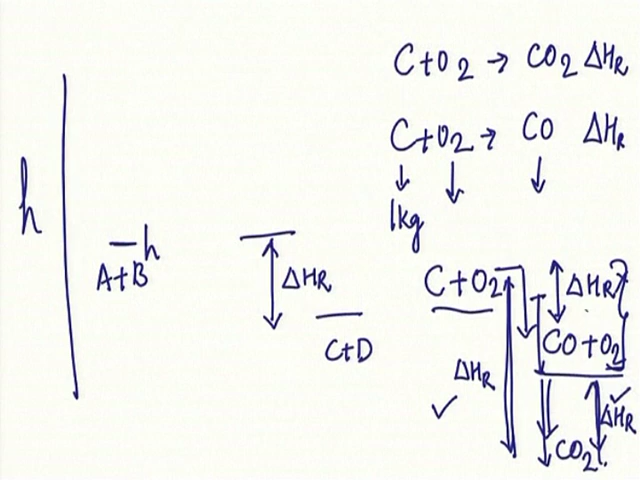 C+O2 → CO2 ΔHR
C+O2 → CO ΔHR
1kg
h
h
A+B
ΔHR
C+D
C+O2
ΔHR?
CO+O2
ΔHR
ΔHR
CO2